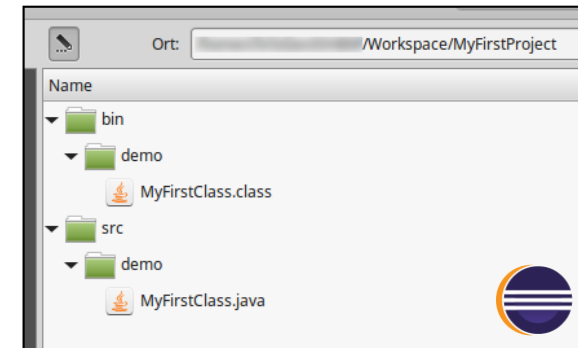 Ort: /Workspace/MyFirstProject
Name
bin
demo
MyFirstClass.class
src
demo
MyFirstClass.java